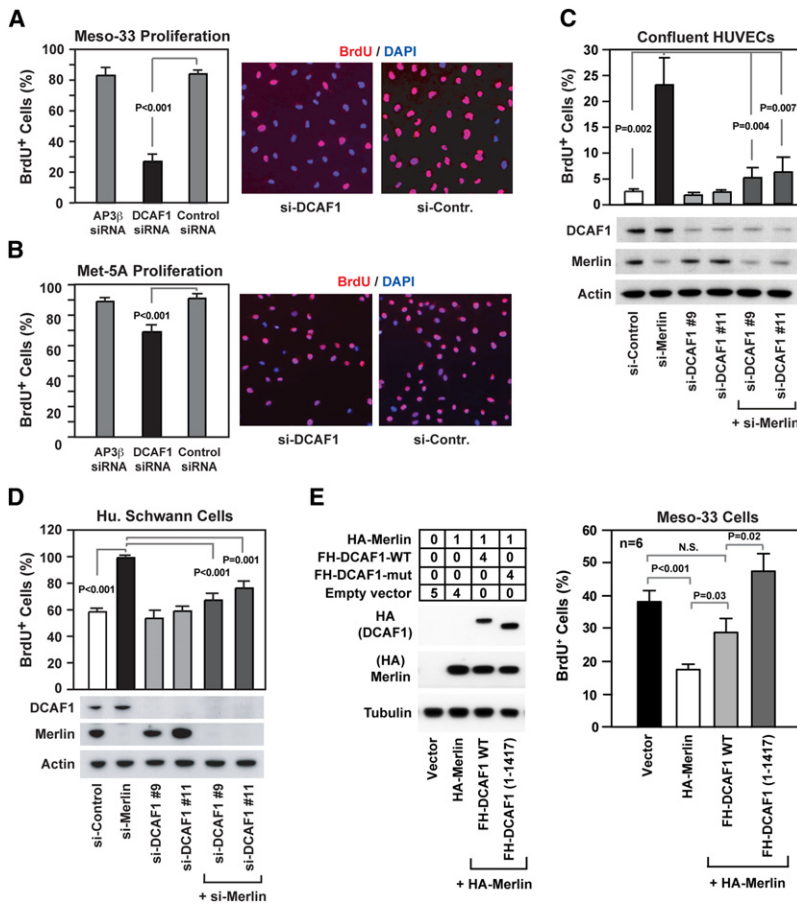 A
Meso-33 Proliferation
BrdU+ Cells (%)
100
80
60
40
20
0
P<0.001
AP3β siRNA
DCAF1 siRNA
Control siRNA
BrdU / DAPI
si-DCAF1
si-Contr.
B
Met-5A Proliferation
BrdU+ Cells (%)
100
80
60
40
20
0
P<0.001
AP3β siRNA
DCAF1 siRNA
Control siRNA
BrdU / DAPI
si-DCAF1
si-Contr.
C
Confluent HUVECs
BrdU+ Cells (%)
30
25
20
15
10
5
0
P=0.002
P=0.004
P=0.007
DCAF1
Merlin
Actin
si-Control
si-Merlin
si-DCAF1 #9
si-DCAF1 #11
si-DCAF1 #9
si-DCAF1 #11
+ si-Merlin
D
Hu. Schwann Cells
BrdU+ Cells (%)
120
100
80
60
40
20
0
P<0.001
P<0.001
P=0.001
DCAF1
Merlin
Actin
si-Control
si-Merlin
si-DCAF1 #9
si-DCAF1 #11
si-DCAF1 #9
si-DCAF1 #11
+ si-Merlin
E
HA-Merlin 0 1 1 1
FH-DCAF1-WT 0 0 4 0
FH-DCAF1-mut 0 0 0 4
Empty vector 5 4 0 0
HA
(DCAF1)
(HA)
Merlin
Tubulin
Vector
HA-Merlin
FH-DCAF1 WT
FH-DCAF1 (1-1417)
+ HA-Merlin
Meso-33 Cells
BrdU+ Cells (%)
60
50
40
30
20
10
0
n=6
N.S.
P=0.02
P<0.001
P=0.03
Vector
HA-Merlin
FH-DCAF1 WT
FH-DCAF1 (1-1417)
+ HA-Merlin